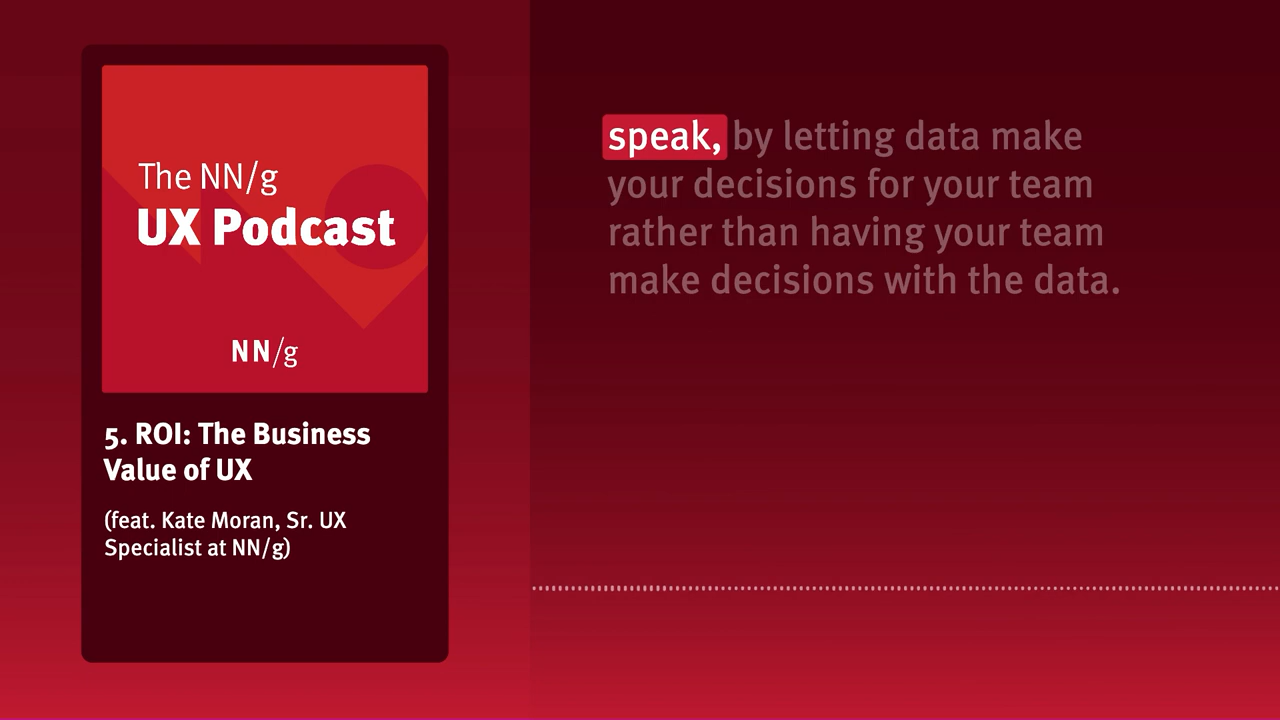 The NN/g
UX Podcast
NN/g
5. ROI: The Business
Value of UX
(feat. Kate Moran, Sr. UX
Specialist at NN/g)
speak, by letting data make
your decisions for your team
rather than having your team
make decisions with the data.